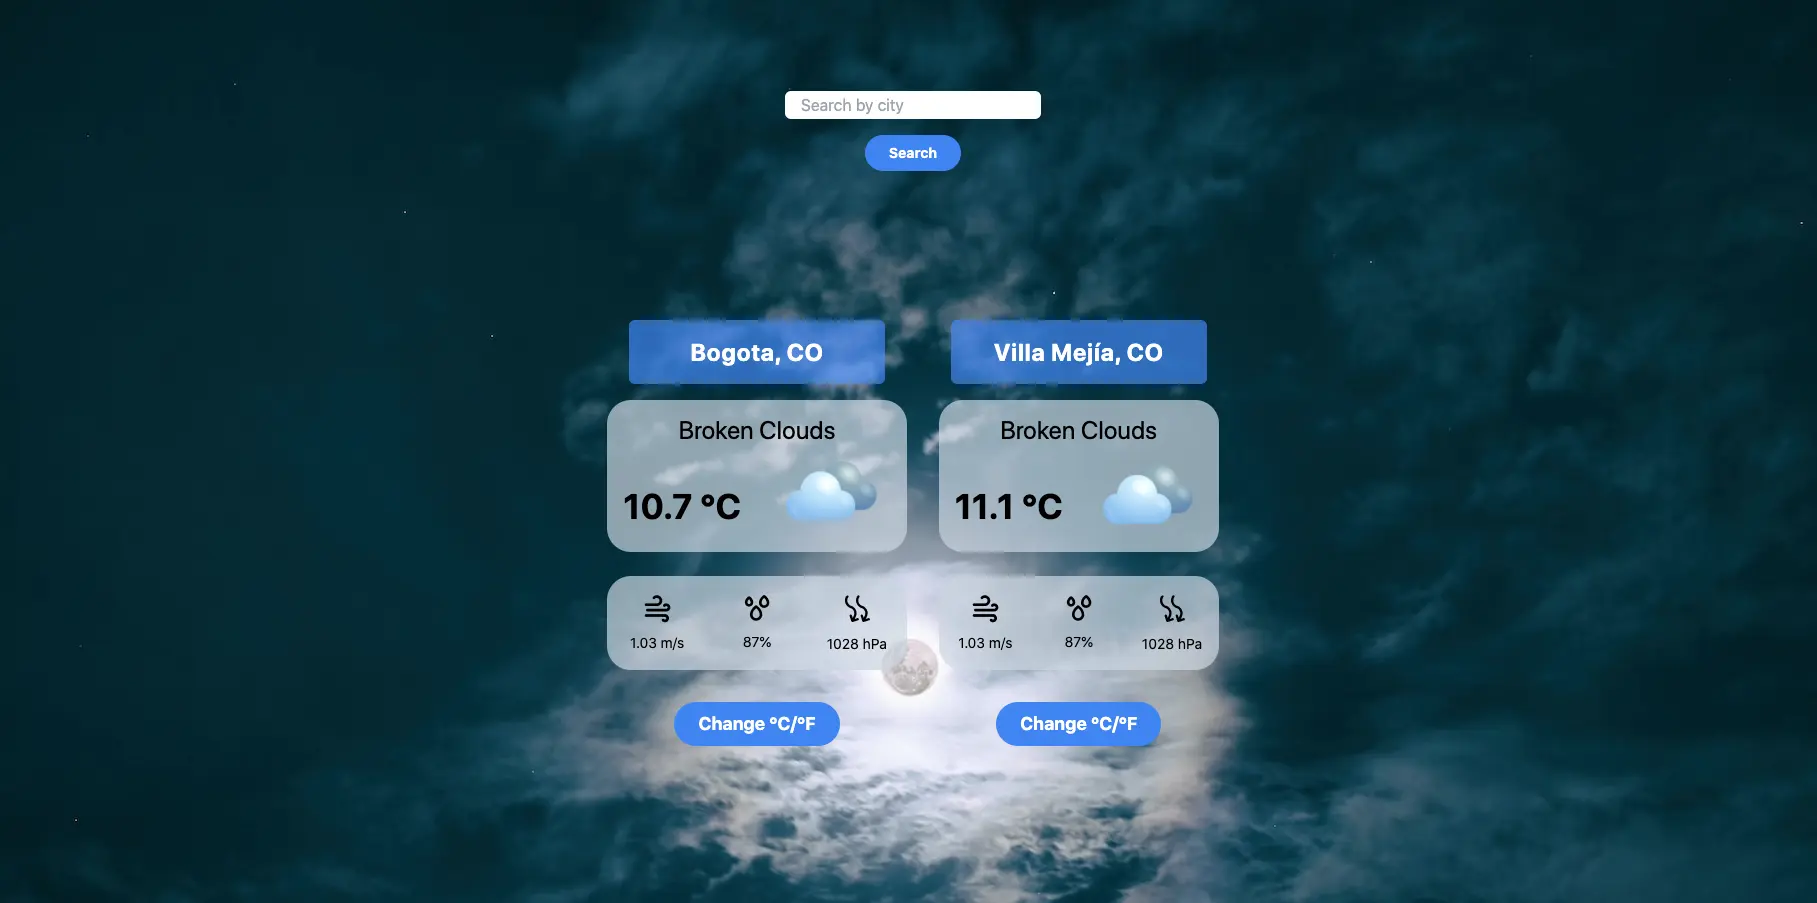 Search by city
Search
Bogota, CO
Broken Clouds
10.7 °C
1.03 m/s
87%
1028 hPa
Change °C/°F
Villa Mejía, CO
Broken Clouds
11.1 °C
1.03 m/s
87%
1028 hPa
Change °C/°F